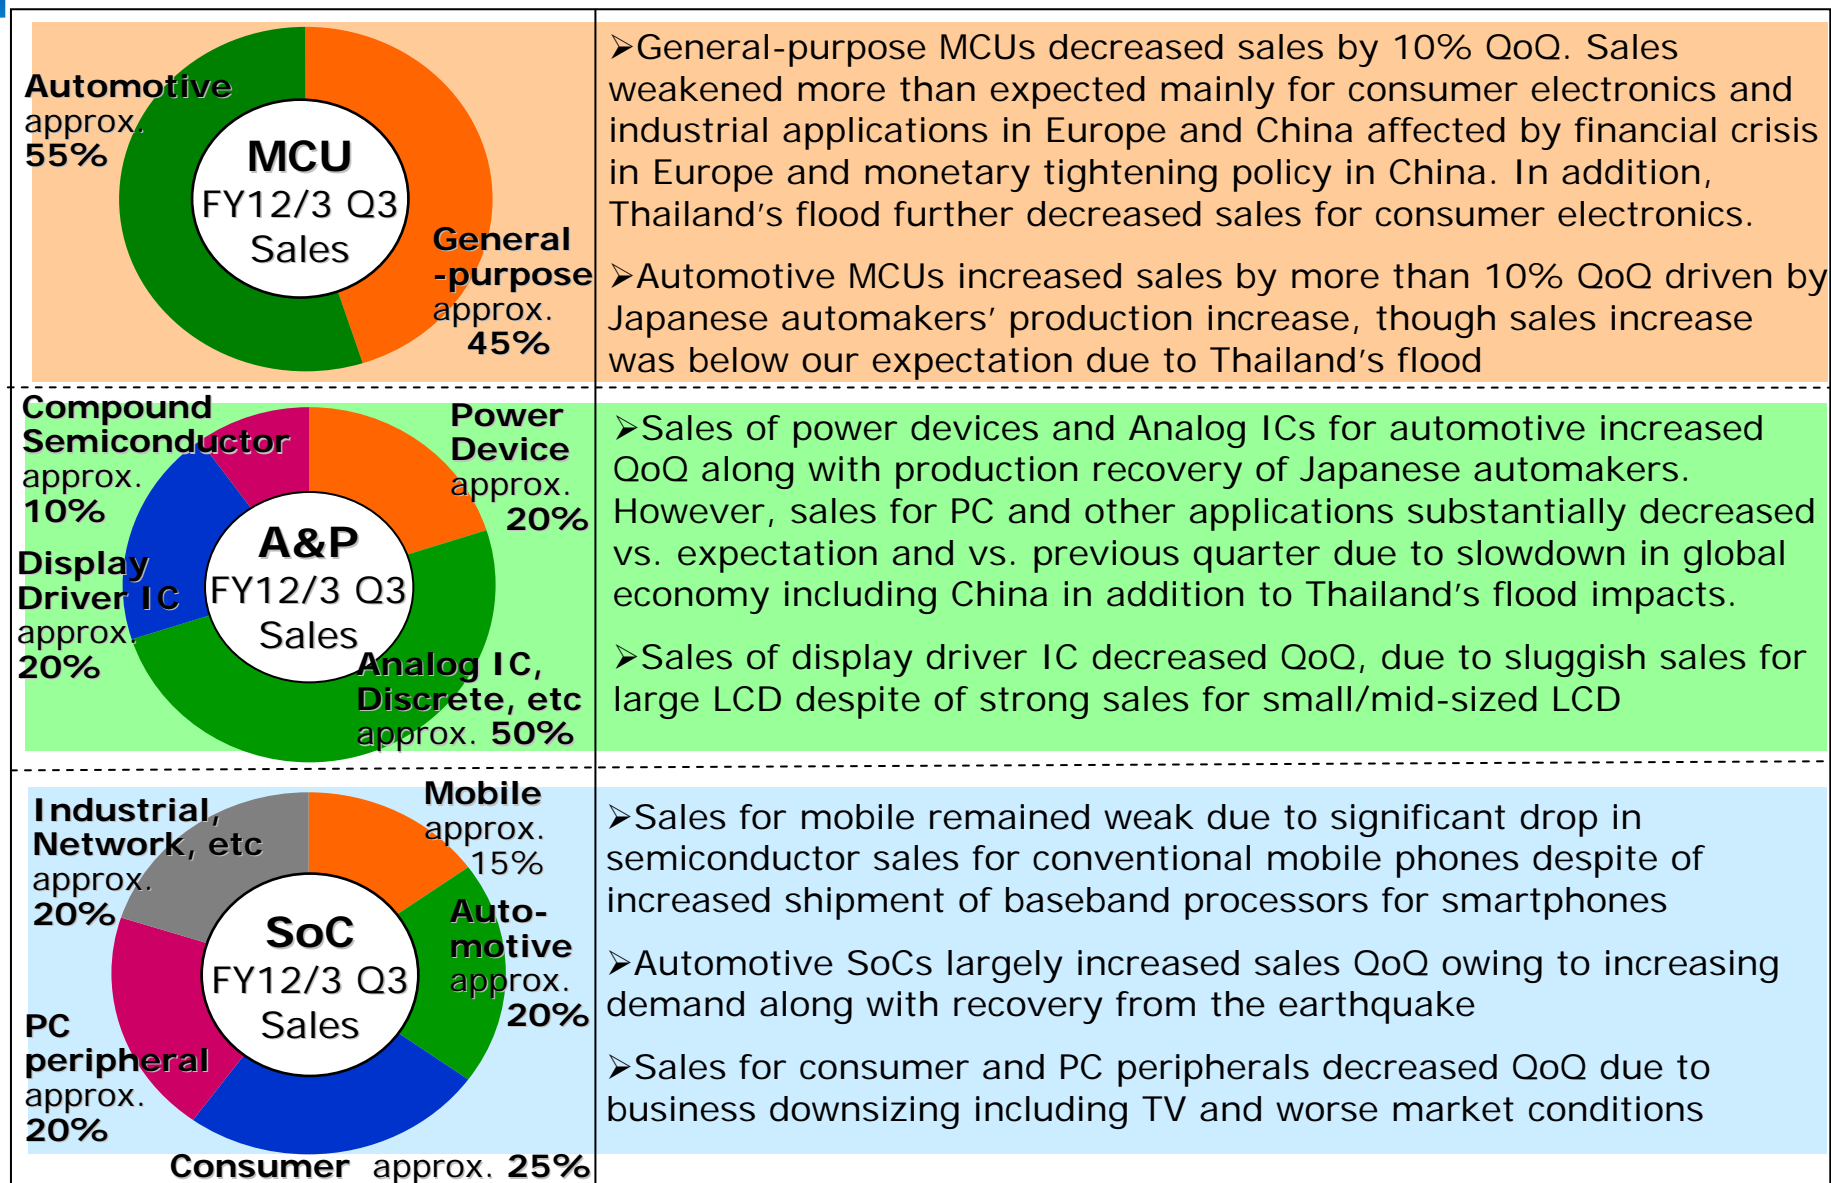 Automotive
approx.
55%
MCU
FY12/3 Q3
Sales
General
-purpose
approx.
45%
➢General-purpose MCUs decreased sales by 10% QoQ. Sales
weakened more than expected mainly for consumer electronics and
industrial applications in Europe and China affected by financial crisis
in Europe and monetary tightening policy in China. In addition,
Thailand's flood further decreased sales for consumer electronics.
➢Automotive MCUs increased sales by more than 10% QoQ driven by
Japanese automakers' production increase, though sales increase
was below our expectation due to Thailand's flood
Compound
Semiconductor
approx.
10%
Power
Device
approx.
20%
Display
Driver IC
approx.
20%
A&P
FY12/3 Q3
Sales
Analog IC,
Discrete, etc
approx. 50%
➢Sales of power devices and Analog ICs for automotive increased
QoQ along with production recovery of Japanese automakers.
However, sales for PC and other applications substantially decreased
vs. expectation and vs. previous quarter due to slowdown in global
economy including China in addition to Thailand's flood impacts.
➢Sales of display driver IC decreased QoQ, due to sluggish sales for
large LCD despite of strong sales for small/mid-sized LCD
Industrial,
Network, etc
approx.
20%
Mobile
approx.
15%
SoC
FY12/3 Q3
Sales
Auto-
motive
approx.
20%
PC
peripheral
approx.
20%
Consumer approx. 25%
➢Sales for mobile remained weak due to significant drop in
semiconductor sales for conventional mobile phones despite of
increased shipment of baseband processors for smartphones
➢Automotive SoCs largely increased sales QoQ owing to increasing
demand along with recovery from the earthquake
➢Sales for consumer and PC peripherals decreased QoQ due to
business downsizing including TV and worse market conditions